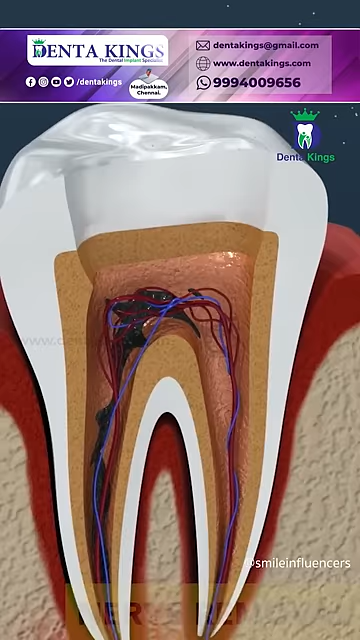 DENTA KINGS
The Dental Implant Specialist
/dentakings
Madipakkam,
Chennai.
dentakings@gmail.com
www.dentakings.com
9994009656
Denta Kings
@smileinfluencers